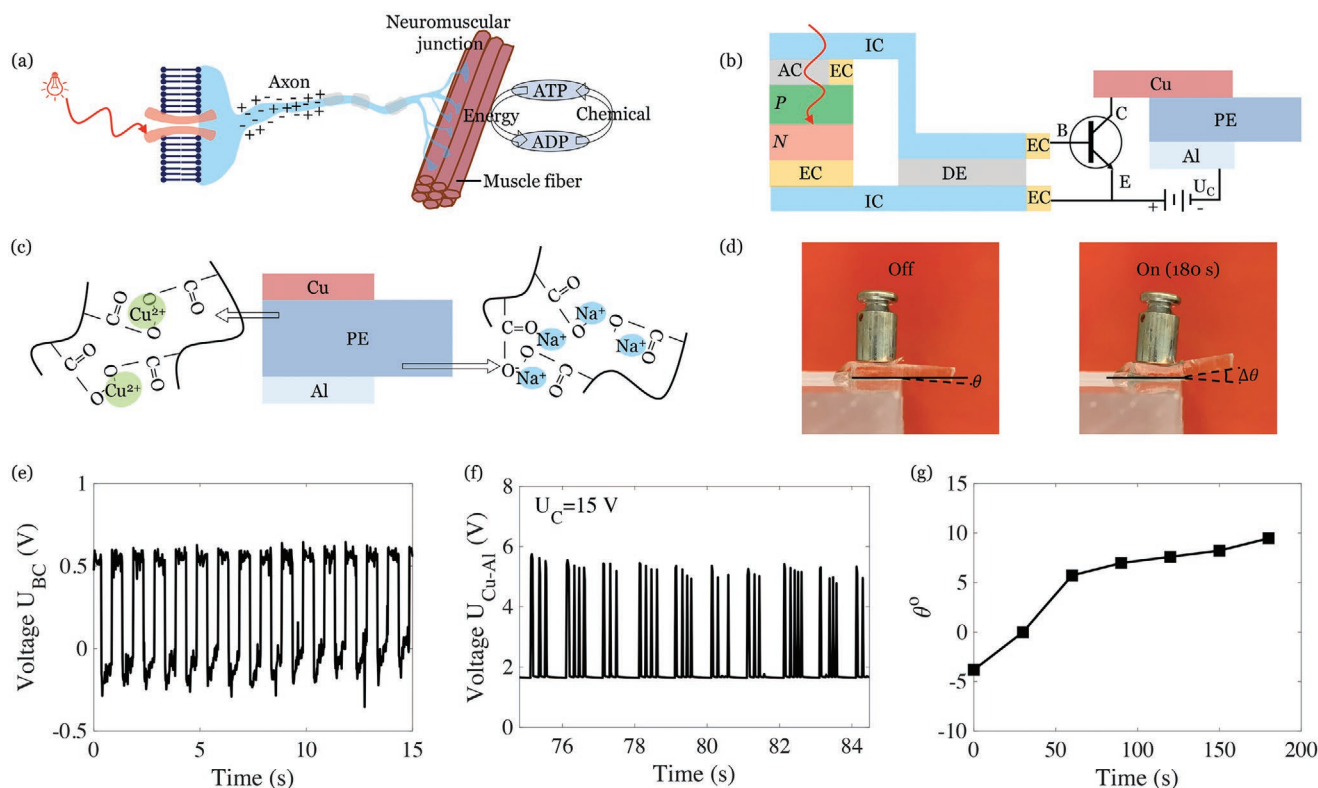 (a)
Axon
Neuromuscular
junction
Energy
ATP
Chemical
ADP
Muscle fiber
(b)
IC
AC
EC
P
N
EC
IC
DE
EC
EC
B
C
E
Cu
PE
Al
U_C
+
-
(c)
Cu²⁺
Cu²⁺
Cu
PE
Al
Na⁺
Na⁺
Na⁺
Na⁺
(d)
Off
θ
On (180 s)
Δθ
(e)
Voltage U_BC (V)
1
0.5
0
-0.5
0
5
10
15
Time (s)
(f)
U_C=15 V
Voltage U_Cu-Al (V)
8
6
4
2
0
76
78
80
82
84
Time (s)
(g)
θ°
15
10
5
0
-5
-10
0
50
100
150
200
Time (s)